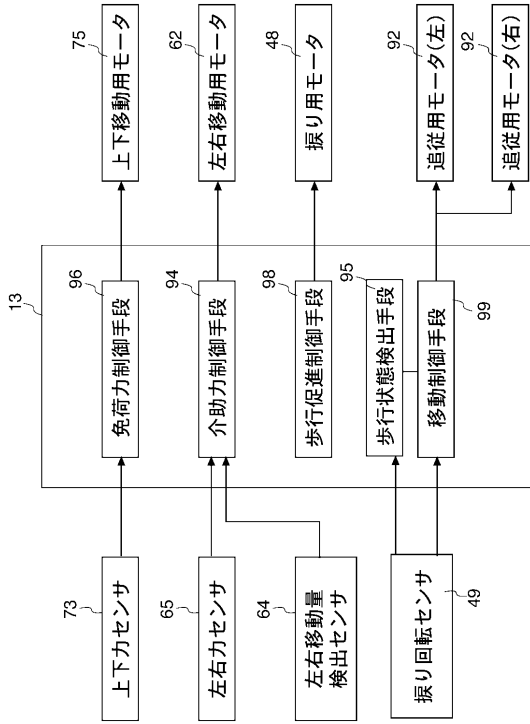 13
73
上下力センサ
96
免荷力制御手段
75
上下移動用モータ
65
左右力センサ
94
介助力制御手段
62
左右移動用モータ
64
左右移動量
検出センサ
98
歩行促進制御手段
48
捩り用モータ
95
歩行状態検出手段
49
捩り回転センサ
99
移動制御手段
92
追従用モータ(左)
92
追従用モータ(右)